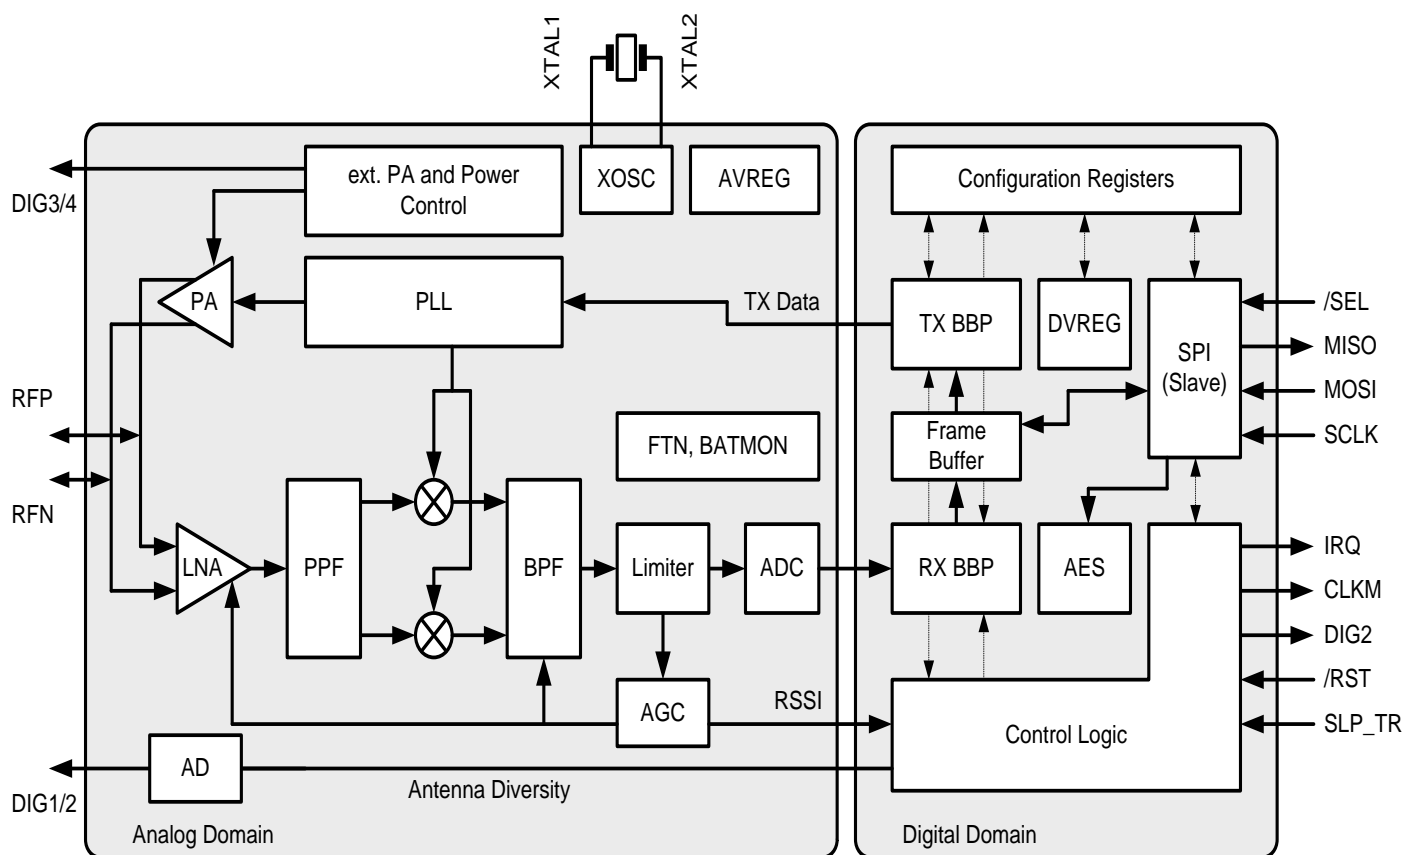 XTAL1
XTAL2
DIG3/4
ext. PA and Power
Control
XOSC
AVREG
Configuration Registers
PA
PLL
TX Data
TX BBP
DVREG
SPI
(Slave)
/SEL
MISO
MOSI
SCLK
RFP
RFN
FTN, BATMON
Frame
Buffer
LNA
PPF
BPF
Limiter
ADC
RX BBP
AES
IRQ
CLKM
DIG2
/RST
SLP_TR
AGC
RSSI
Control Logic
AD
Antenna Diversity
DIG1/2
Analog Domain
Digital Domain